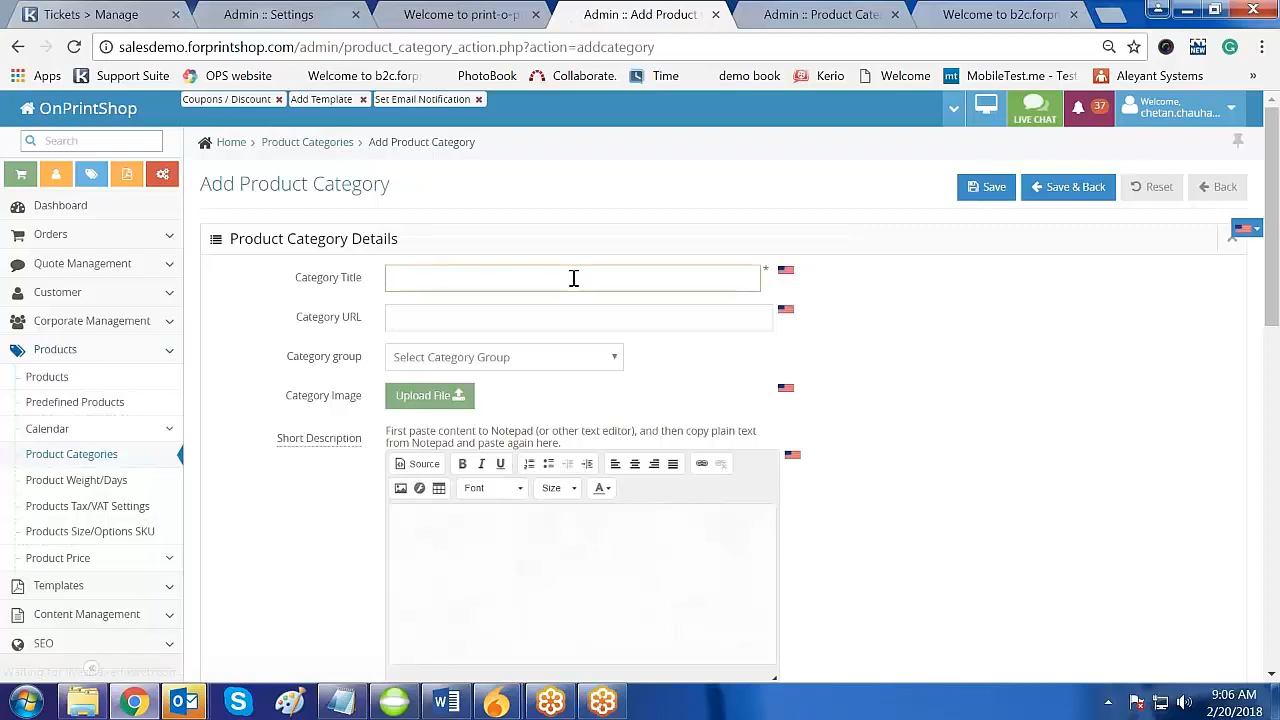 Tickets - Manage
Admin :: Settings
Welcome
Admin :: Add Product
Admin :: Product Cate
Welcome to b2c.forpr
salesdemo.forprintshop.com/admin/product_category_action.php?action=addcategory
Apps
Support Suite
OPS website
Welcome to b2c.forp
PhotoBook
Collaborate.
Time
demo book
Kerio
Welcome
MobileTest.me - Test
Aleyant Systems
»
OnPrintShop
Coupons / Discount
Add Template
Set Email Notification
LIVE CHAT
37
Welcome,
chetan.chauha...
Search
Home > Product Categories > Add Product Category
Add Product Category
Save
Save & Back
Reset
Back
Dashboard
Orders
Quote Management
Customer
Corporate Management
Products
Products
Predefined Products
Calendar
Product Categories
Product Weight/Days
Products Tax/VAT Settings
Products Size/Options SKU
Product Price
Templates
Content Management
SEO
Product Category Details
Category Title
*
Category URL
Category group
Select Category Group
Category Image
Upload File
Short Description
First paste content to Notepad (or other text editor), and then copy plain text
from Notepad and paste again here.
Source
B I U
Font
Size
A
9:06 AM
2/20/2018